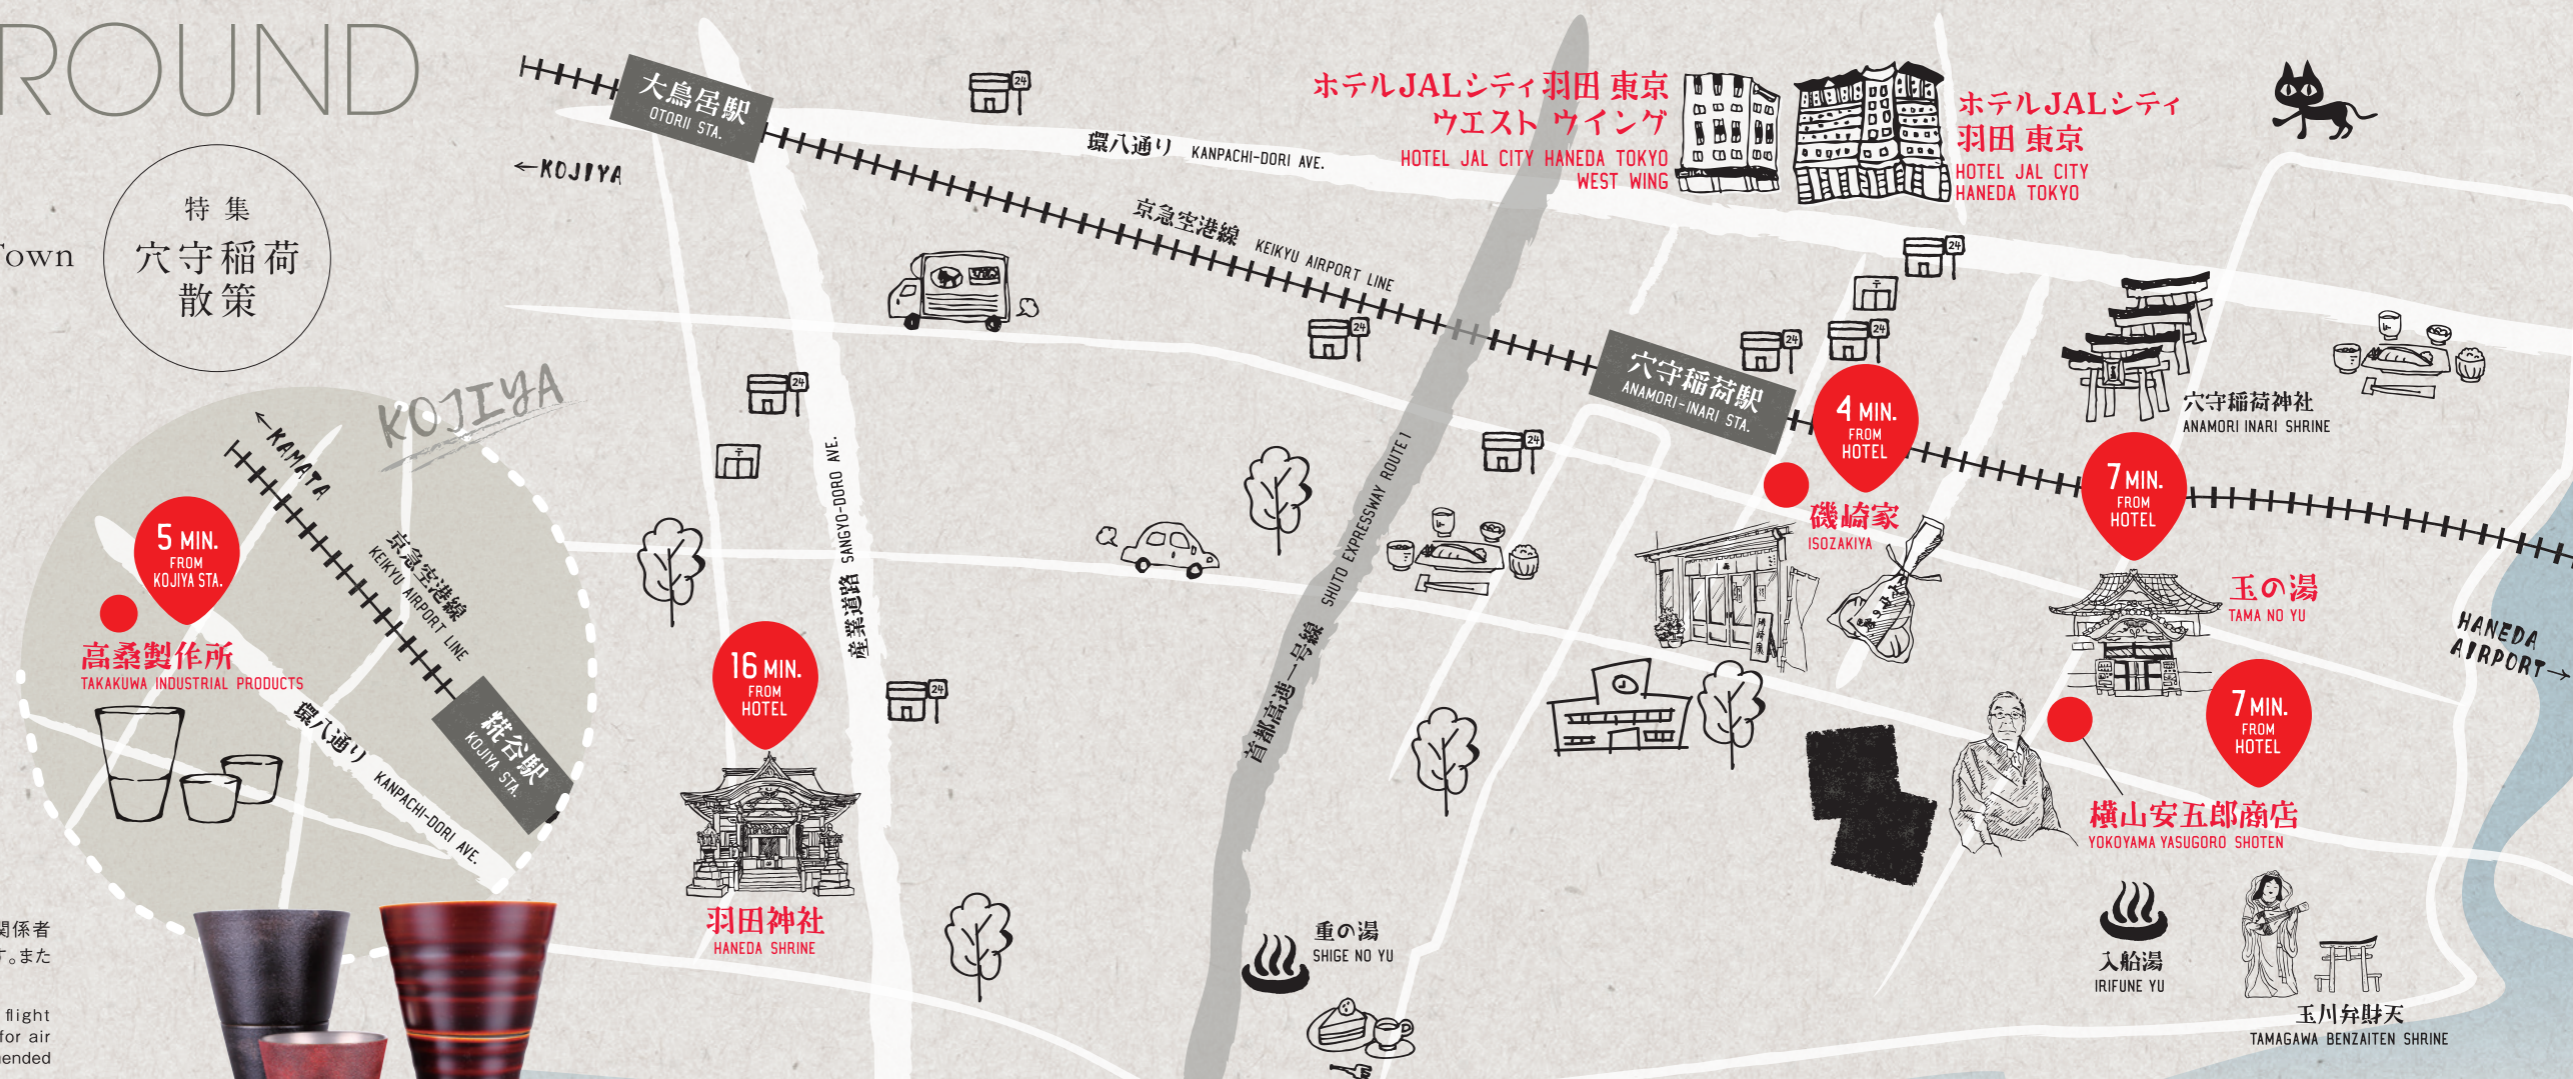 ROUND
Town
特集
穴守稲荷
散策
大鳥居駅
OTORII STA.
←KOJIYA
環八通り KANPACHI-DORI AVE.
京急空港線 KEIKYU AIRPORT LINE
ホテルJALシティ羽田 東京
ウエスト ウイング
HOTEL JAL CITY HANEDA TOKYO
WEST WING
ホテルJALシティ
羽田 東京
HOTEL JAL CITY
HANEDA TOKYO
24
24
24
24
24
24
24
24
穴守稲荷駅
ANAMORI-INARI STA.
4 MIN.
FROM
HOTEL
磯崎家
ISOZAKIYA
穴守稲荷神社
ANAMORI INARI SHRINE
7 MIN.
FROM
HOTEL
玉の湯
TAMA NO YU
HANEDA
AIRPORT→
7 MIN.
FROM
HOTEL
横山安五郎商店
YOKOYAMA YASUGORO SHOTEN
入船湯
IRIFUNE YU
玉川弁財天
TAMAGAWA BENZAITEN SHRINE
首都高速一号線 SHUTO EXPRESSWAY ROUTE 1
重の湯
SHIGE NO YU
産業道路 SANGYO-DORO AVE.
16 MIN.
FROM
HOTEL
羽田神社
HANEDA SHRINE
KOJIYA
←KAMATA
京急空港線
KEIKYU AIRPORT LINE
5 MIN.
FROM
KOJIYA STA.
高桑製作所
TAKAKUWA INDUSTRIAL PRODUCTS
環八通り KANPACHI-DORI AVE.
糀谷駅
KOJIYA STA.
関係者
す。また
flight
for air